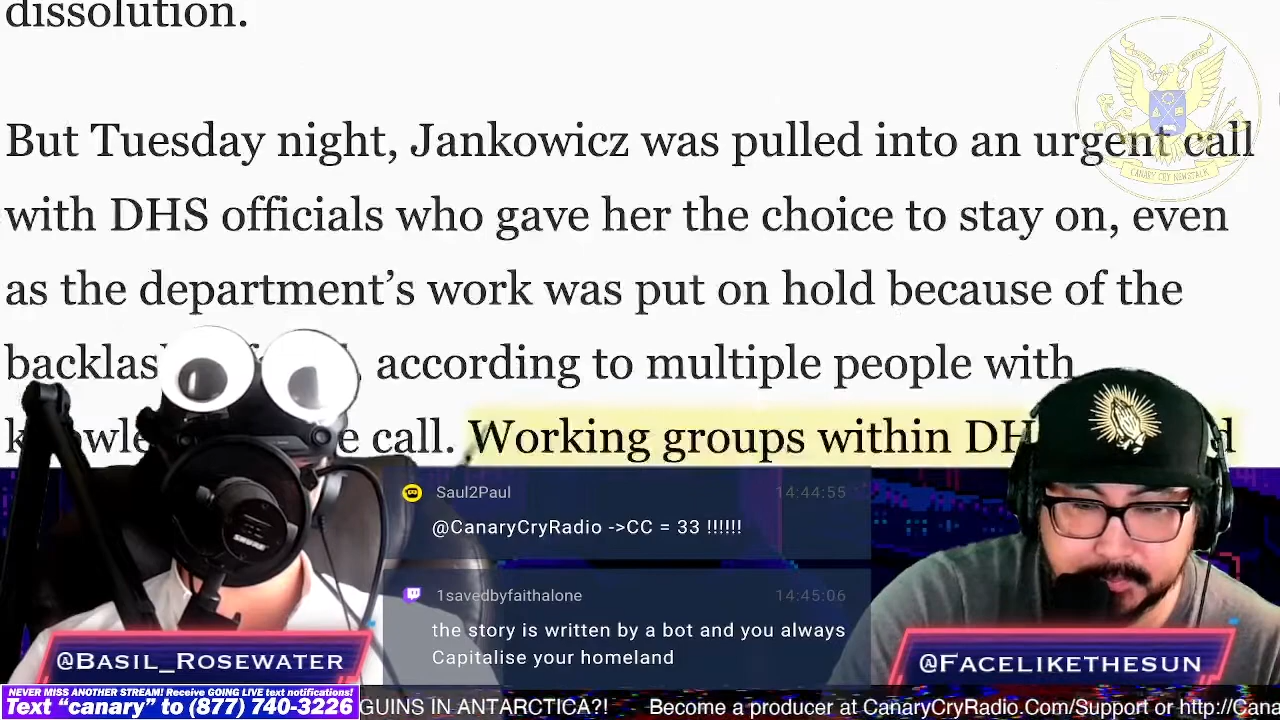 dissolution.
But Tuesday night, Jankowicz was pulled into an urgent call
with DHS officials who gave her the choice to stay on, even
as the department's work was put on hold because of the
according to multiple people with
call. Working groups within
CANARY CRY NEWSTALK
Saul2Paul 14:44:55
@CanaryCryRadio ->CC = 33 !!!!!!
1savedbyfaithalone 14:45:06
the story is written by a bot and you always
Capitalise your homeland
SHURE
@BASIL_ROSEWATER
@FACELIKETHESUN
NEVER MISS ANOTHER STREAM! Receive GOING LIVE text notifications!
Text "canary" to (877) 740-3226
GUINS IN ANTARCTICA?! - Become a producer at CanaryCryRadio.Com/Support or http://Cana